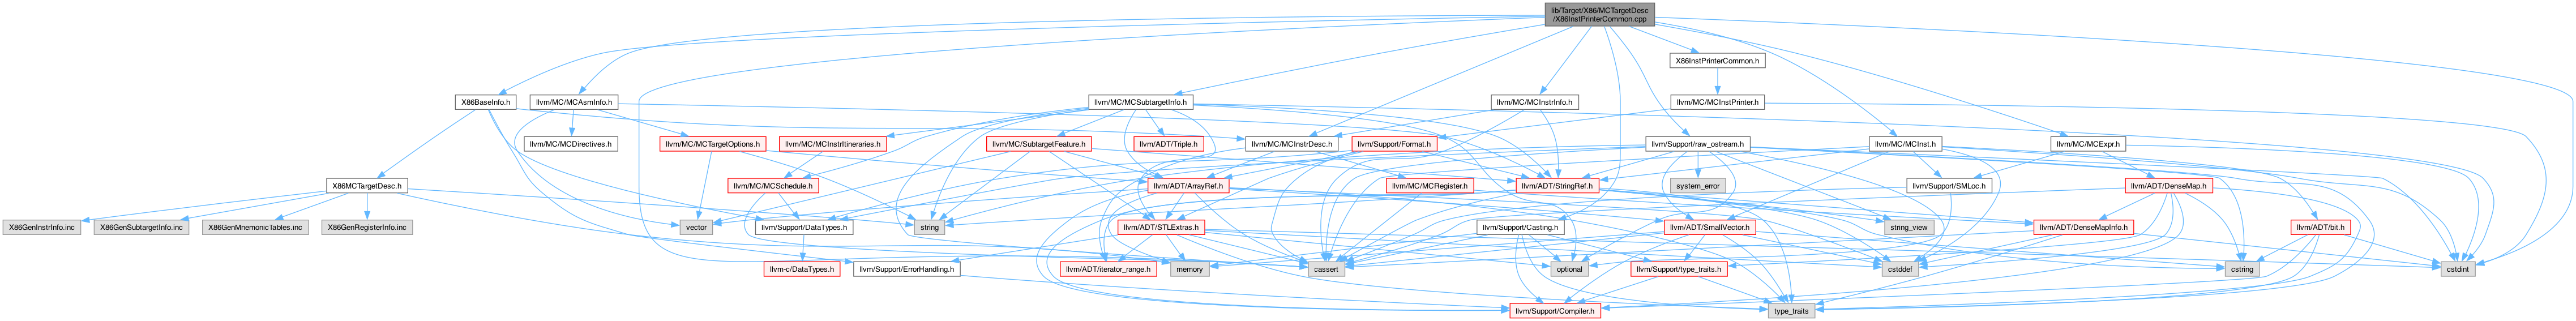 lib/Target/X86/MCTargetDesc
/X86InstPrinterCommon.cpp
X86InstPrinterCommon.h
X86BaseInfo.h
llvm/MC/MCAsmInfo.h
llvm/MC/MCSubtargetInfo.h
llvm/MC/MCInstrInfo.h
llvm/MC/MCInstPrinter.h
llvm/MC/MCDirectives.h
llvm/MC/MCTargetOptions.h
llvm/MC/MCInstrItineraries.h
llvm/MC/SubtargetFeature.h
llvm/ADT/Triple.h
llvm/MC/MCInstrDesc.h
llvm/Support/Format.h
llvm/Support/raw_ostream.h
llvm/MC/MCInst.h
llvm/MC/MCExpr.h
X86MCTargetDesc.h
llvm/MC/MCSchedule.h
llvm/ADT/ArrayRef.h
llvm/MC/MCRegister.h
llvm/ADT/StringRef.h
system_error
llvm/Support/SMLoc.h
llvm/ADT/DenseMap.h
X86GenInstrInfo.inc
X86GenSubtargetInfo.inc
X86GenMnemonicTables.inc
X86GenRegisterInfo.inc
vector
llvm/Support/DataTypes.h
string
llvm/ADT/STLExtras.h
llvm/Support/Casting.h
llvm/ADT/SmallVector.h
string_view
llvm/ADT/DenseMapInfo.h
llvm/ADT/bit.h
llvm-c/DataTypes.h
llvm/Support/ErrorHandling.h
llvm/ADT/iterator_range.h
memory
cassert
optional
llvm/Support/type_traits.h
cstddef
cstring
cstdint
llvm/Support/Compiler.h
type_traits